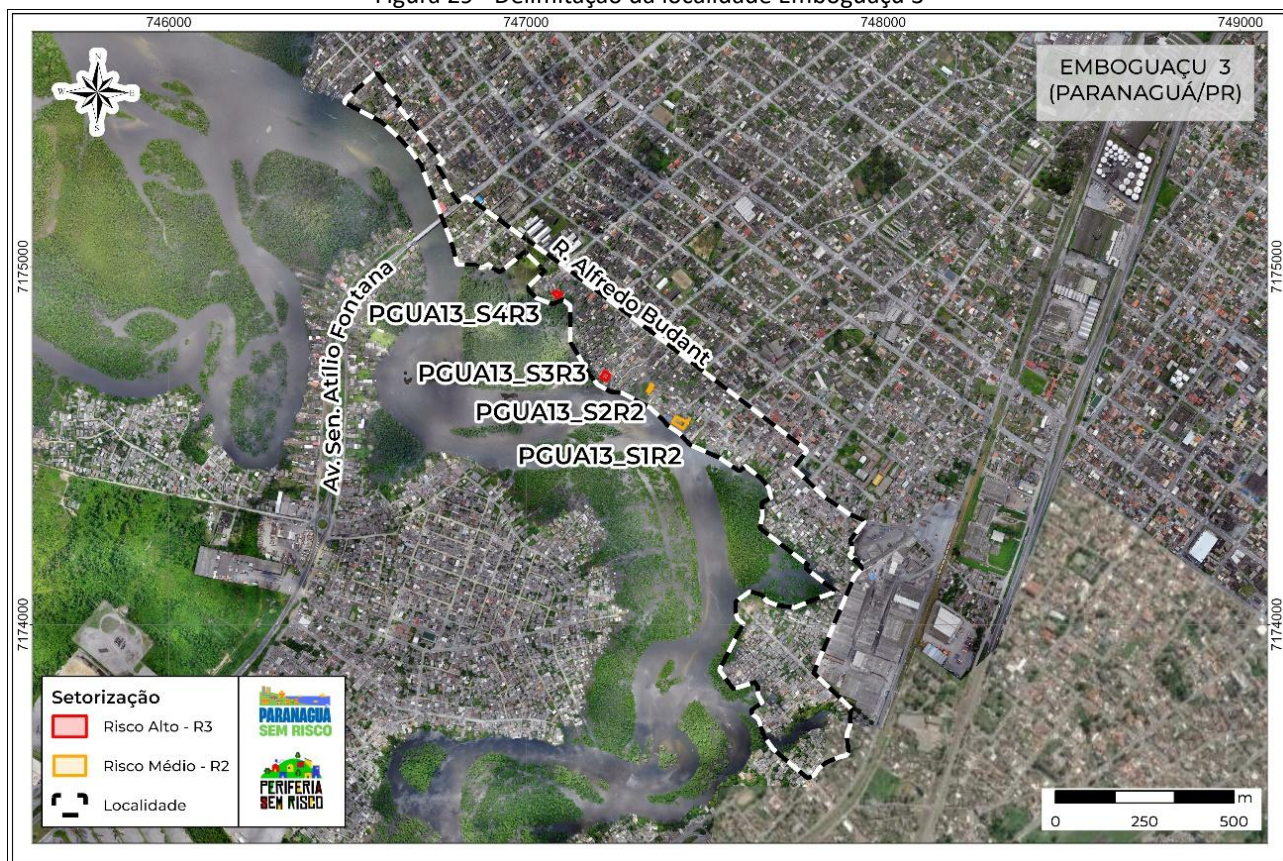 Figura 29 - Delimitação da localidade Emboguaçu 3
746000
747000
748000
749000
N
W
E
S
EMBOGUAÇU 3
(PARANAGUÁ/PR)
7175000
7175000
R. Alfredo Budant
Av. Sen. Atílio Fontana
PGUA13_S4R3
PGUA13_S3R3
PGUA13_S2R2
PGUA13_S1R2
7174000
7174000
Setorização
Risco Alto - R3
Risco Médio - R2
Localidade
PARANAGUÁ
SEM RISCO
PERIFERIA
SEM RISCO
m
0
250
500